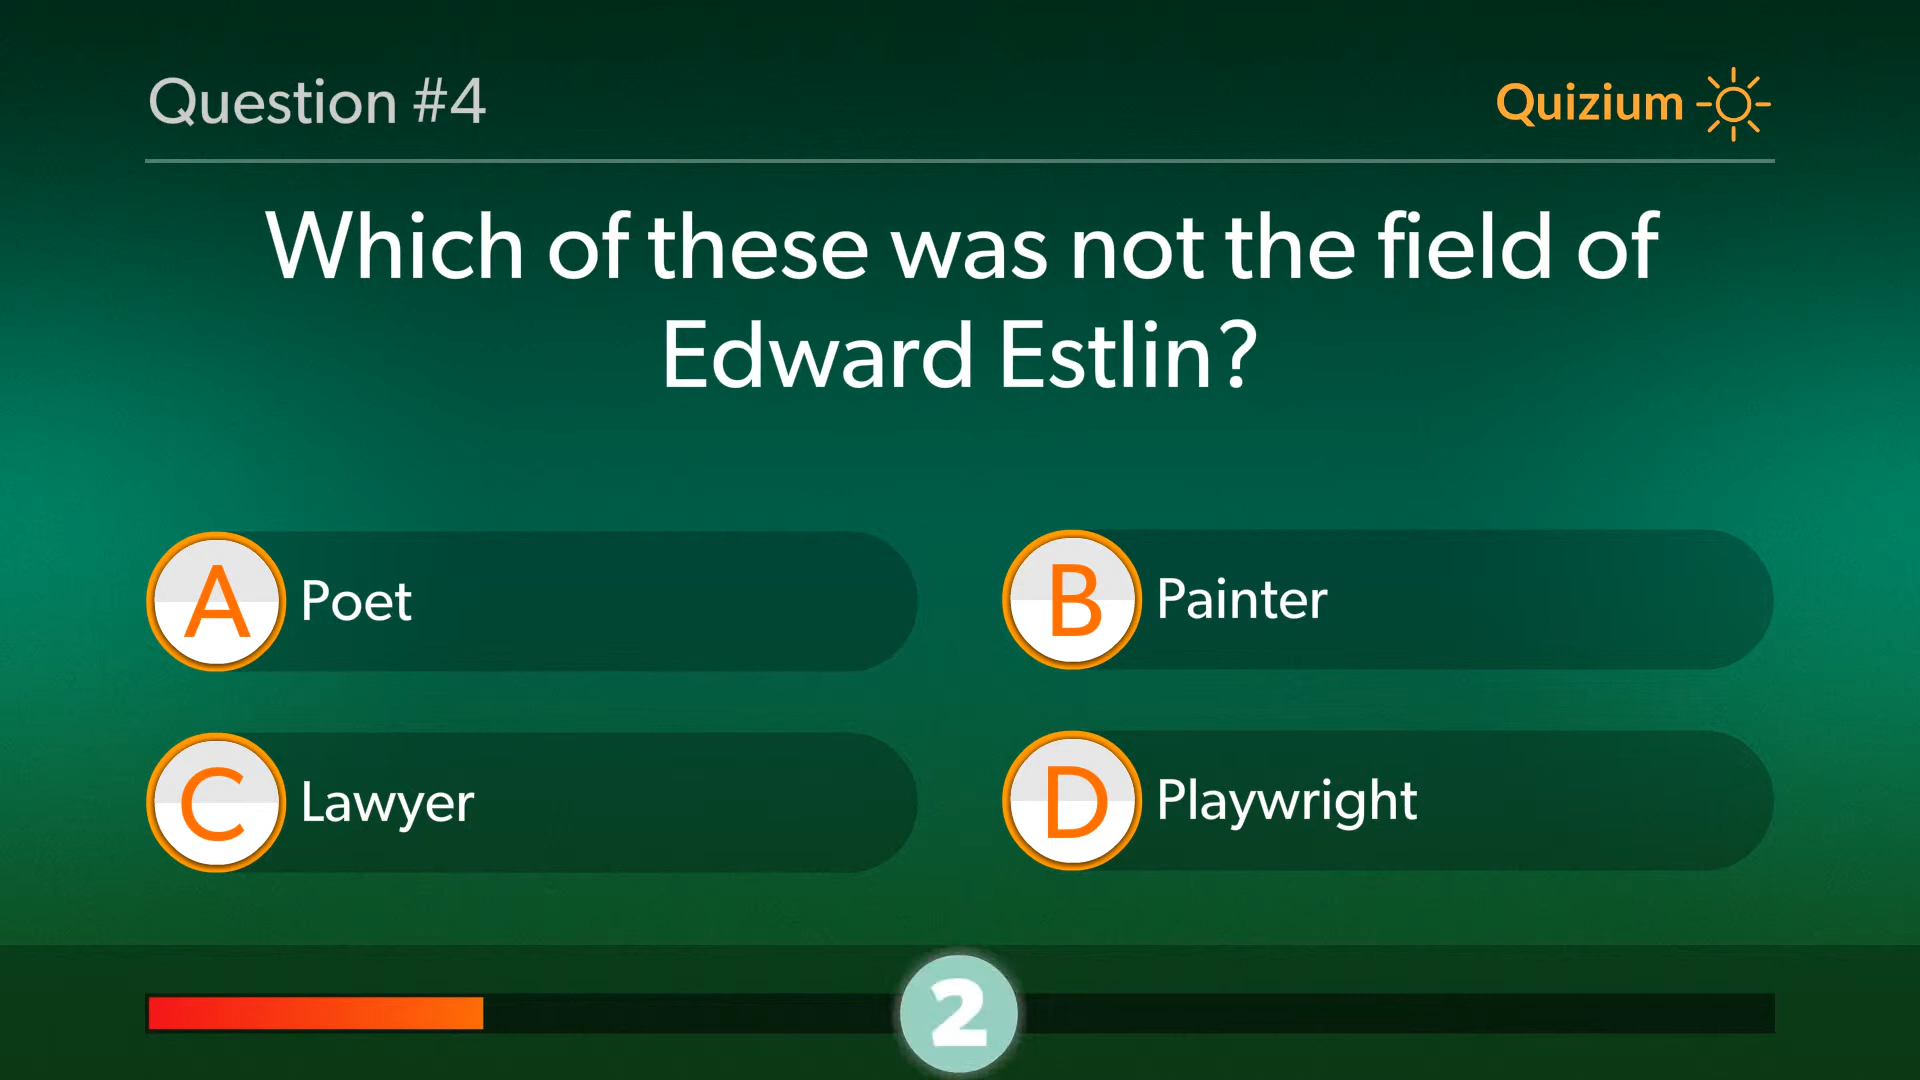 Question #4
Quizium
Which of these was not the field of
Edward Estlin?
A Poet
B Painter
C Lawyer
D Playwright
2